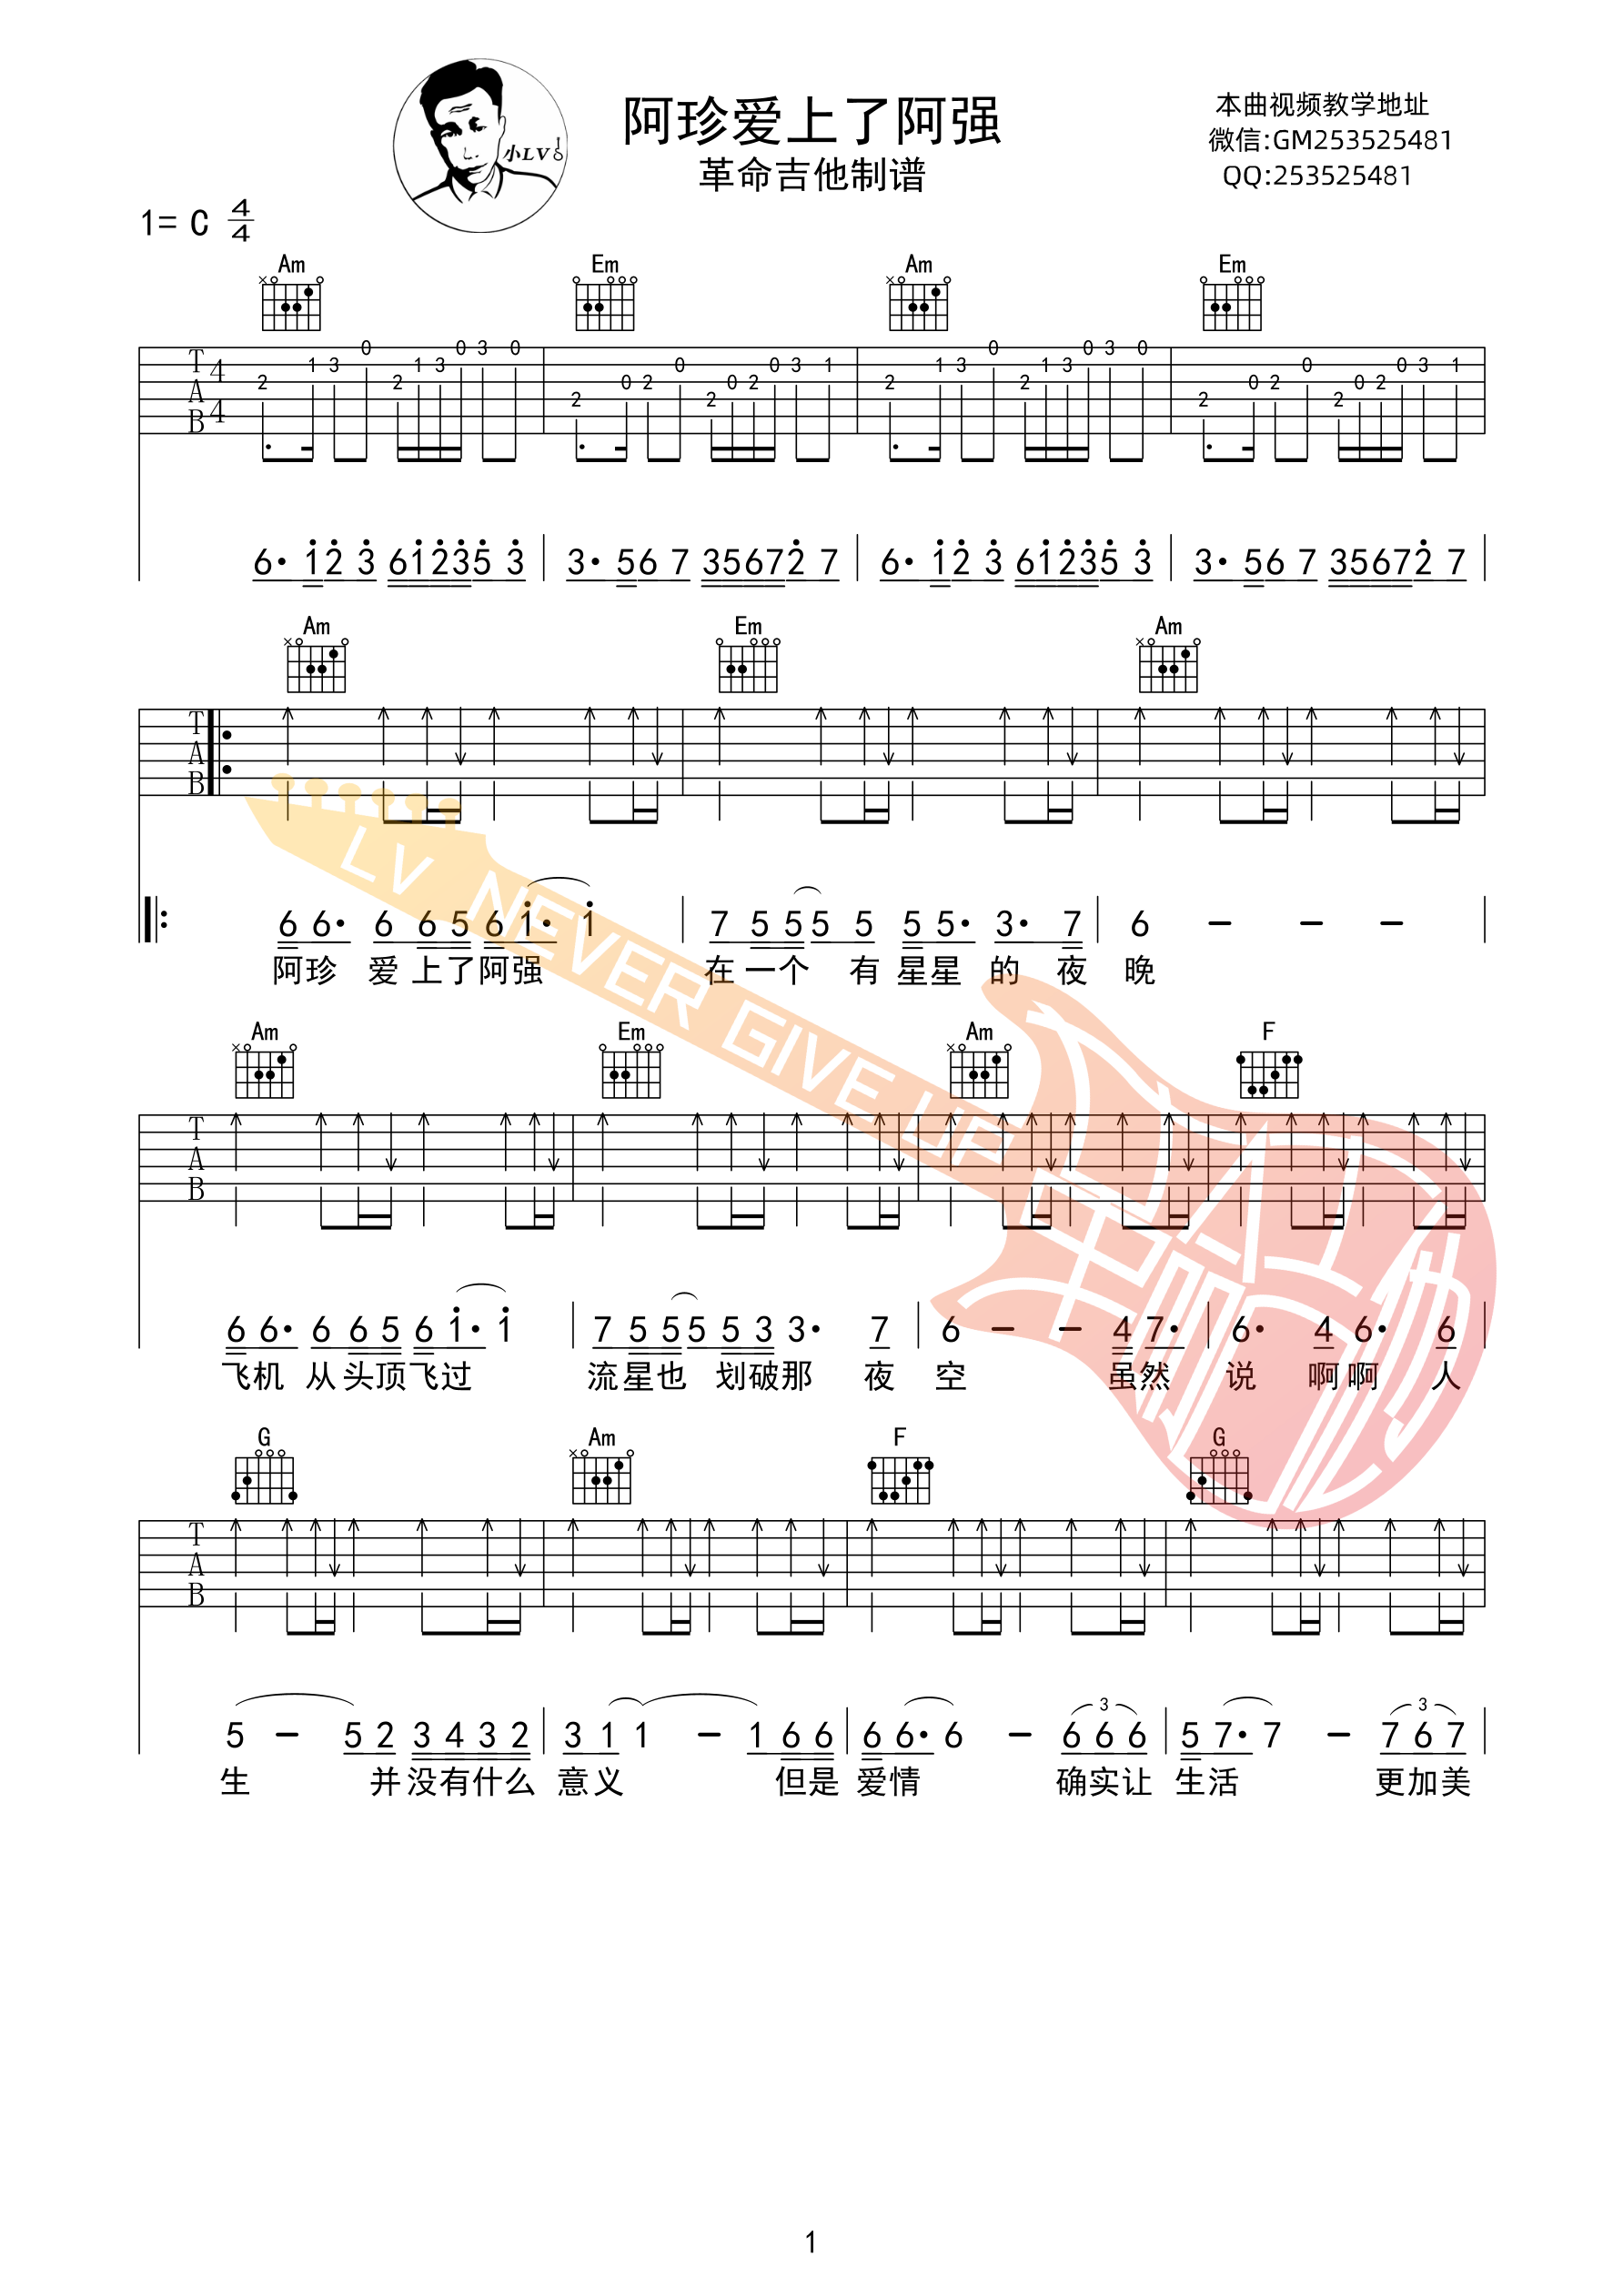 阿珍爱上了阿强
革命吉他制谱
小LV
本曲视频教学地址
微信:GM253525481
QQ:253525481
1= C 4/4
Am Em Am Em
T A B 4 4
2 1 3 0 2 1 3 0 3 0 2 0 2 0 2 0 2 0 3 1 2 1 3 0 2 1 3 0 3 0 2 0 2 0 2 0 2 0 3 1
6· 1̇ 2̇ 3̇ 6 1̇ 2̇ 3̇ 5̇ 3̇ | 3· 5 6 7 3 5 6 7 2̇ 7 | 6· 1̇ 2̇ 3̇ 6 1̇ 2̇ 3̇ 5̇ 3̇ | 3· 5 6 7 3 5 6 7 2̇ 7 |
Am Em Am
T A B
6 6· 6 6 5 6 1̇· 1̇ | 7 5 5 5 5 5 5· 3· 7 | 6 – – – |
阿珍 爱 上了阿强 在一个 有 星星 的 夜 晚
LV NEVER GIVE UP
Am Em Am F
T A B
6 6· 6 6 5 6 1̇· 1̇ | 7 5 5 5 5 3 3· 7 | 6 – – 4 7· | 6· 4 6· 6 |
飞机 从头顶飞过 流星也 划破那 夜 空 虽然 说 啊啊 人
G Am F G
T A B
5 – 5 2 3 4 3 2 | 3 1 1 – 1 6 6 | 6 6· 6 – 3 6 6 6 | 5 7· 7 – 3 7 6 7 |
生 并没有什么 意义 但是 爱情 确实让 生活 更加美
1